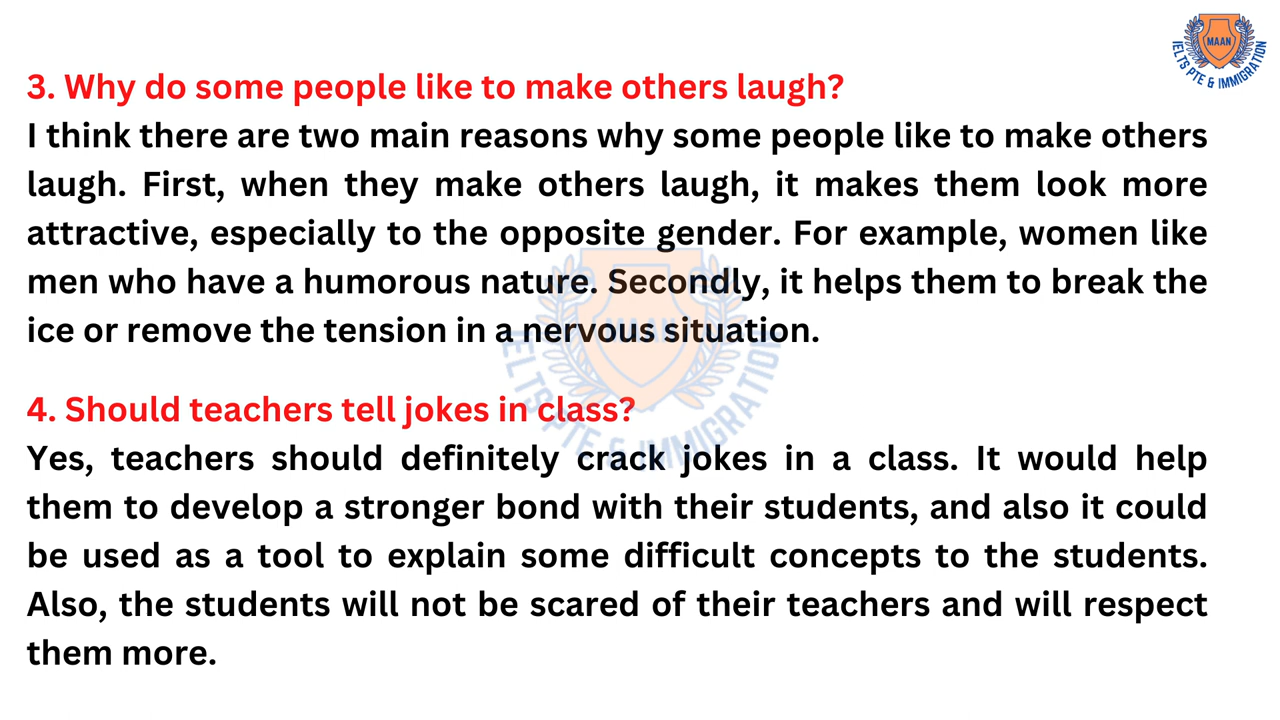 MAAN
IELTS PTE & IMMIGRATION
3. Why do some people like to make others laugh?
I think there are two main reasons why some people like to make others
laugh. First, when they make others laugh, it makes them look more
attractive, especially to the opposite gender. For example, women like
men who have a humorous nature. Secondly, it helps them to break the
ice or remove the tension in a nervous situation.
MAAN
IELTS PTE & IMMIGRATION
4. Should teachers tell jokes in class?
Yes, teachers should definitely crack jokes in a class. It would help
them to develop a stronger bond with their students, and also it could
be used as a tool to explain some difficult concepts to the students.
Also, the students will not be scared of their teachers and will respect
them more.